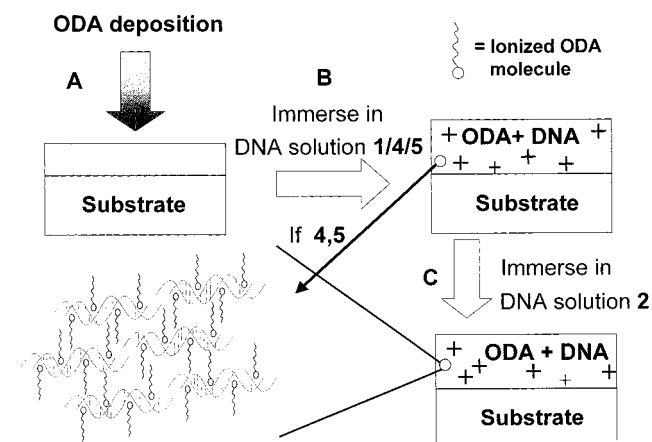 ODA deposition
A
Substrate
B
Immerse in
DNA solution 1/4/5
= Ionized ODA
molecule
+ ODA+ DNA +
+ + + +
Substrate
If 4,5
C
Immerse in
DNA solution 2
+ ODA + DNA
+ + + + +
Substrate